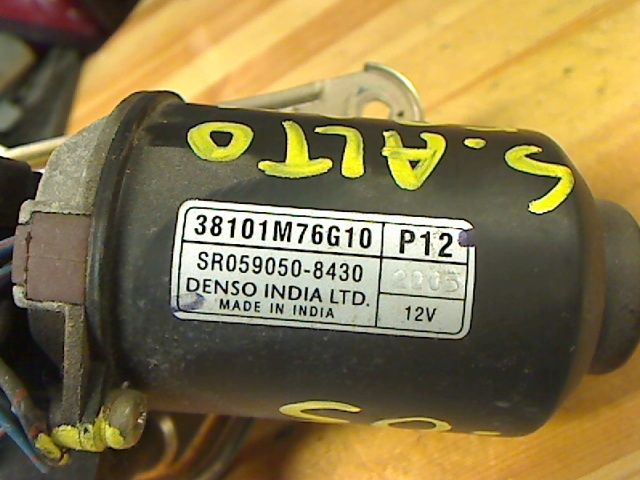 S. ALTO
38101M76G10 P12
SR059050-8430 2005
DENSO INDIA LTD.
MADE IN INDIA 12V